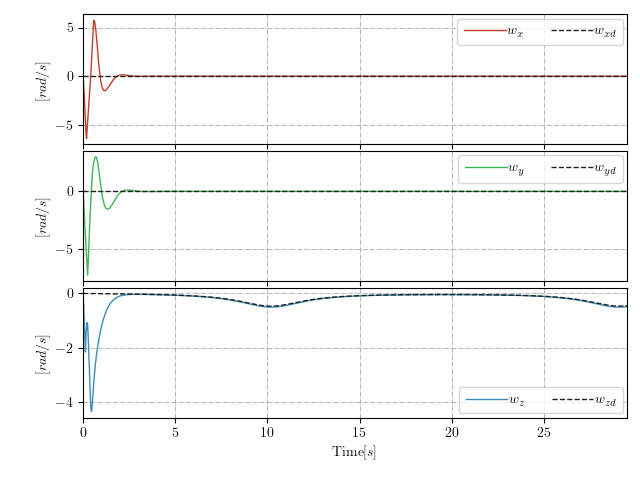 5
0
−5
[rad/s]
w_x w_xd
0
−5
[rad/s]
w_y w_yd
0
−2
−4
[rad/s]
w_z w_zd
0 5 10 15 20 25
Time[s]